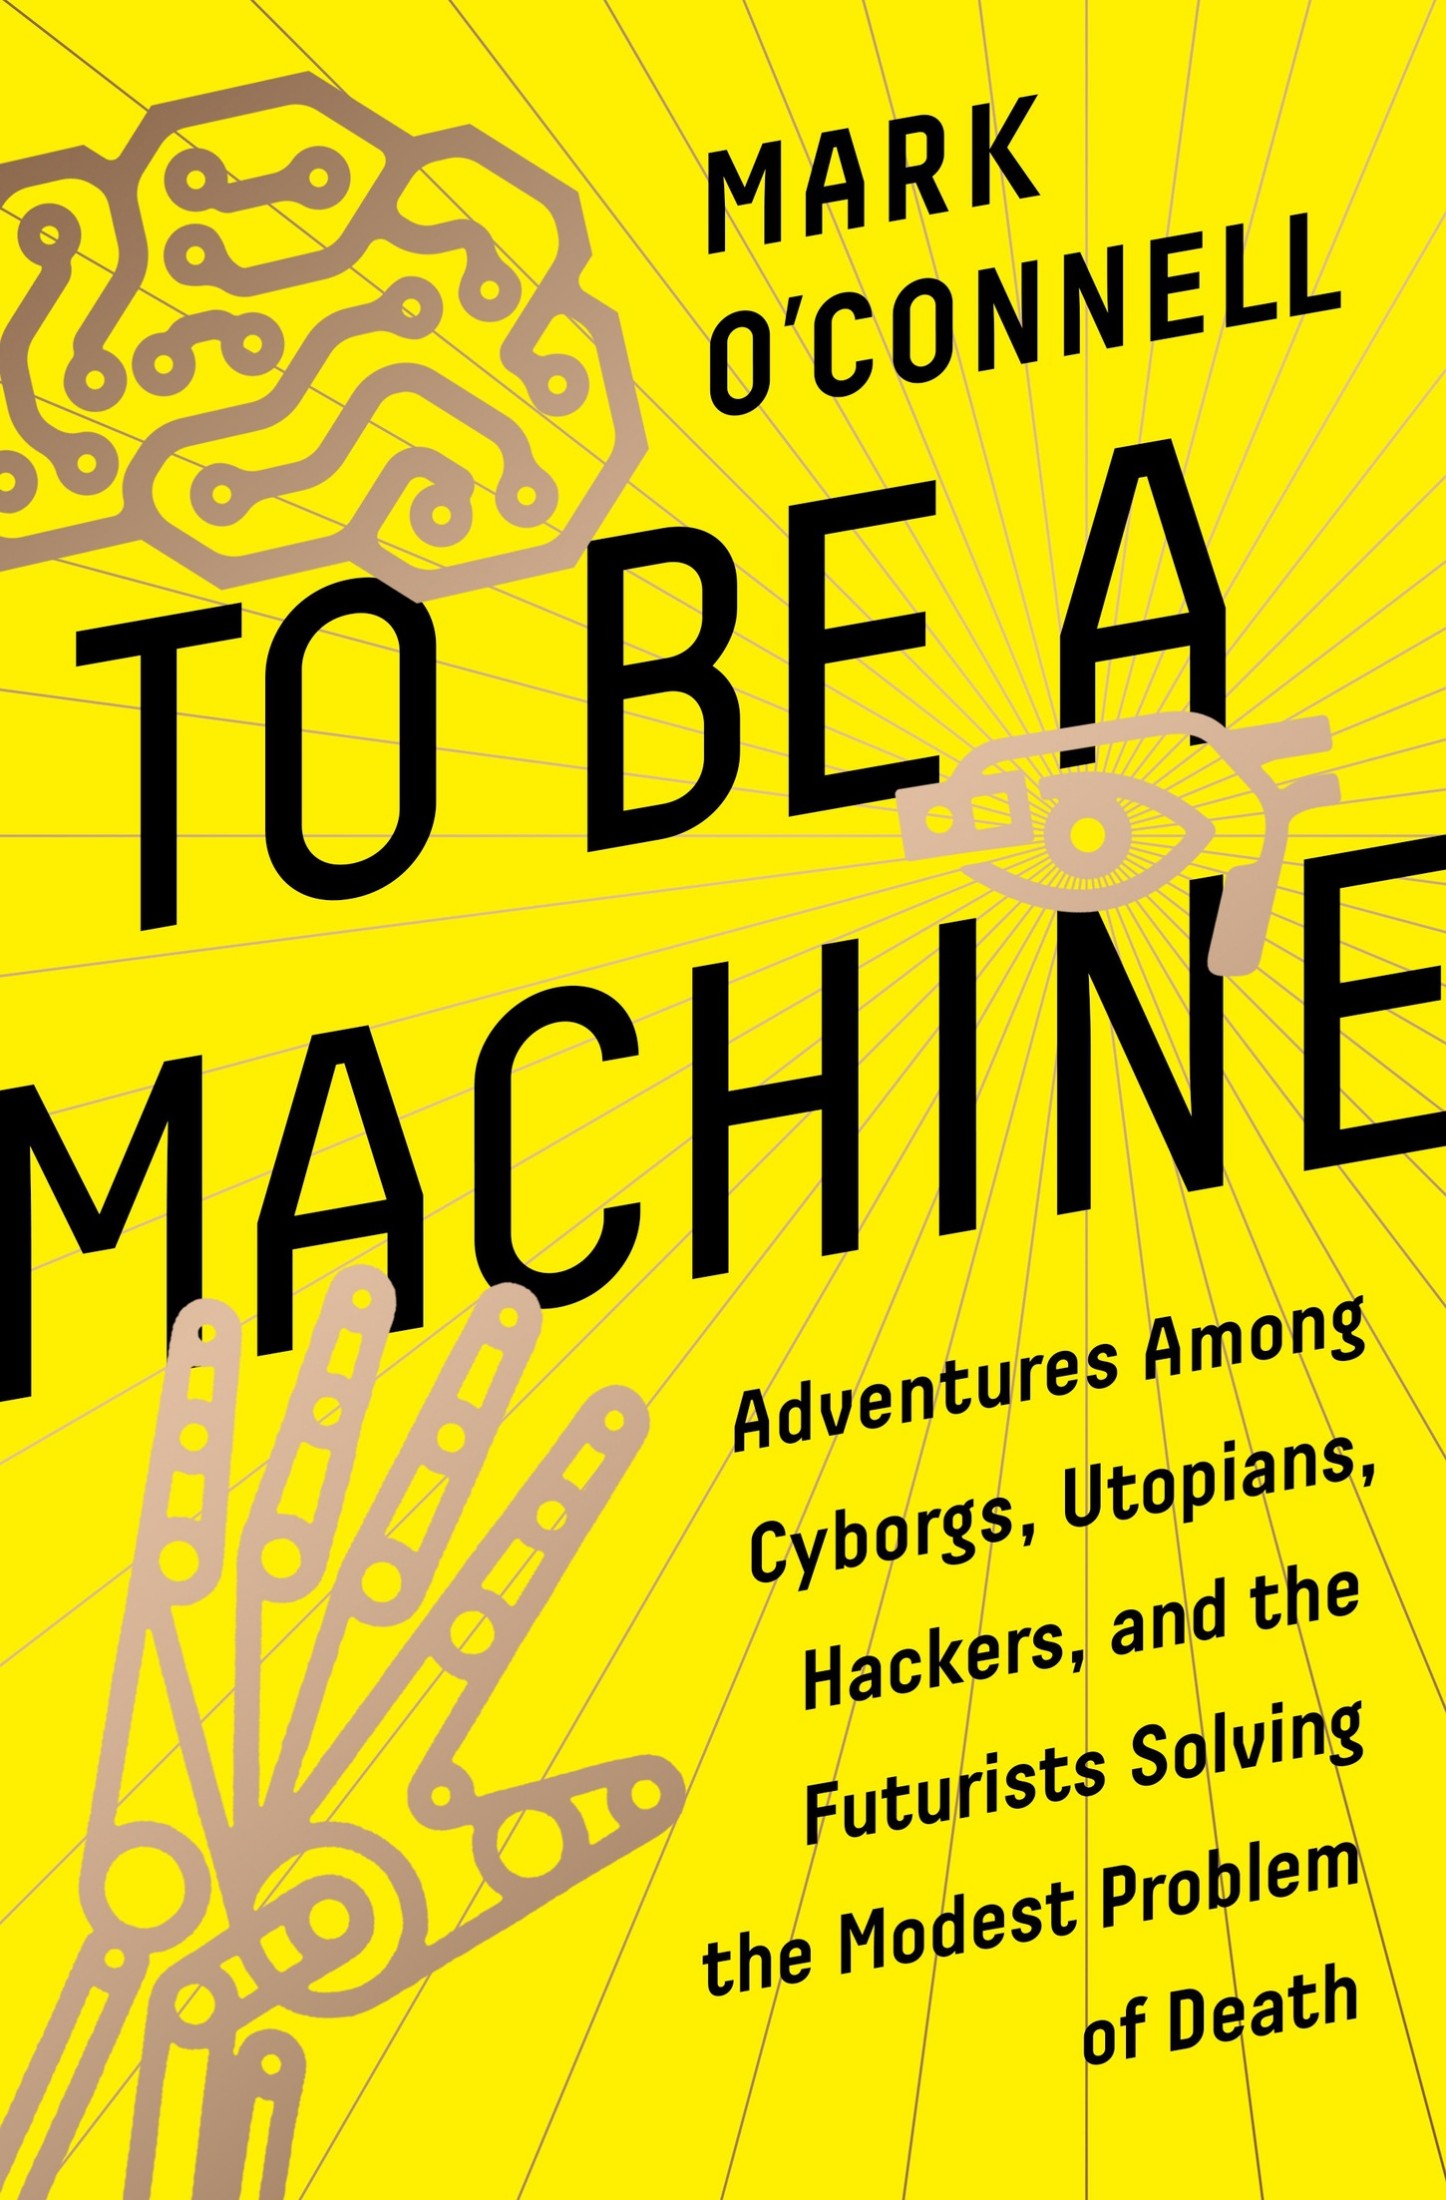 MARK
O'CONNELL
TO BE A
MACHINE
Adventures Among
Cyborgs, Utopians,
Hackers, and the
Futurists Solving
the Modest Problem
of Death